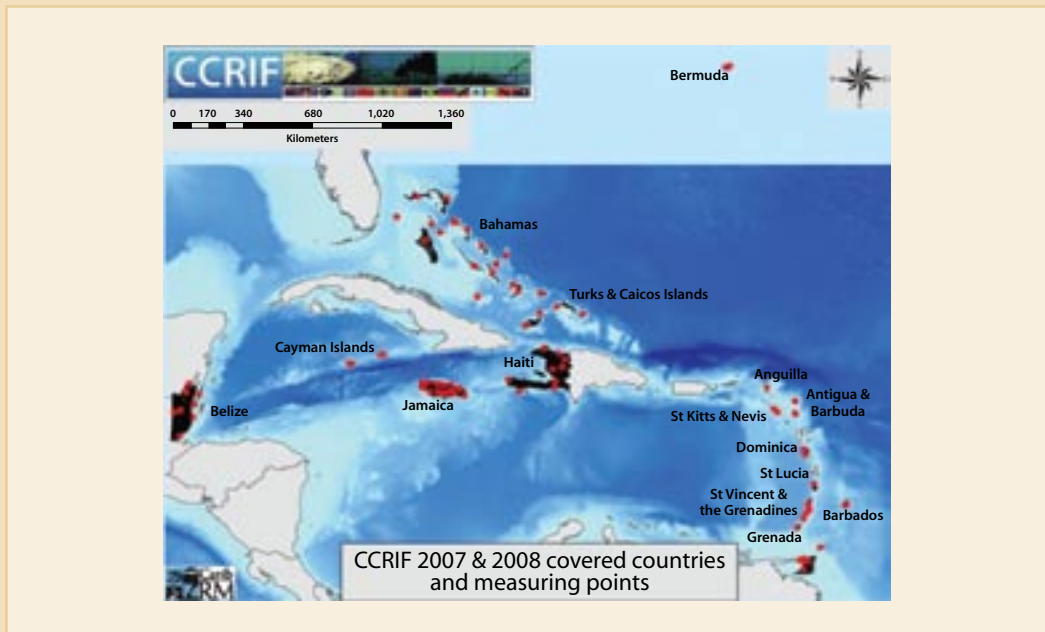 CCRIF
Bermuda
0 170 340 680 1,020 1,360
Kilometers
Bahamas
Turks & Caicos Islands
Cayman Islands
Haiti
Anguilla
Antigua &
Barbuda
Belize
Jamaica
St Kitts & Nevis
Dominica
St Lucia
St Vincent &
the Grenadines
Barbados
Grenada
CCRIF 2007 & 2008 covered countries
and measuring points